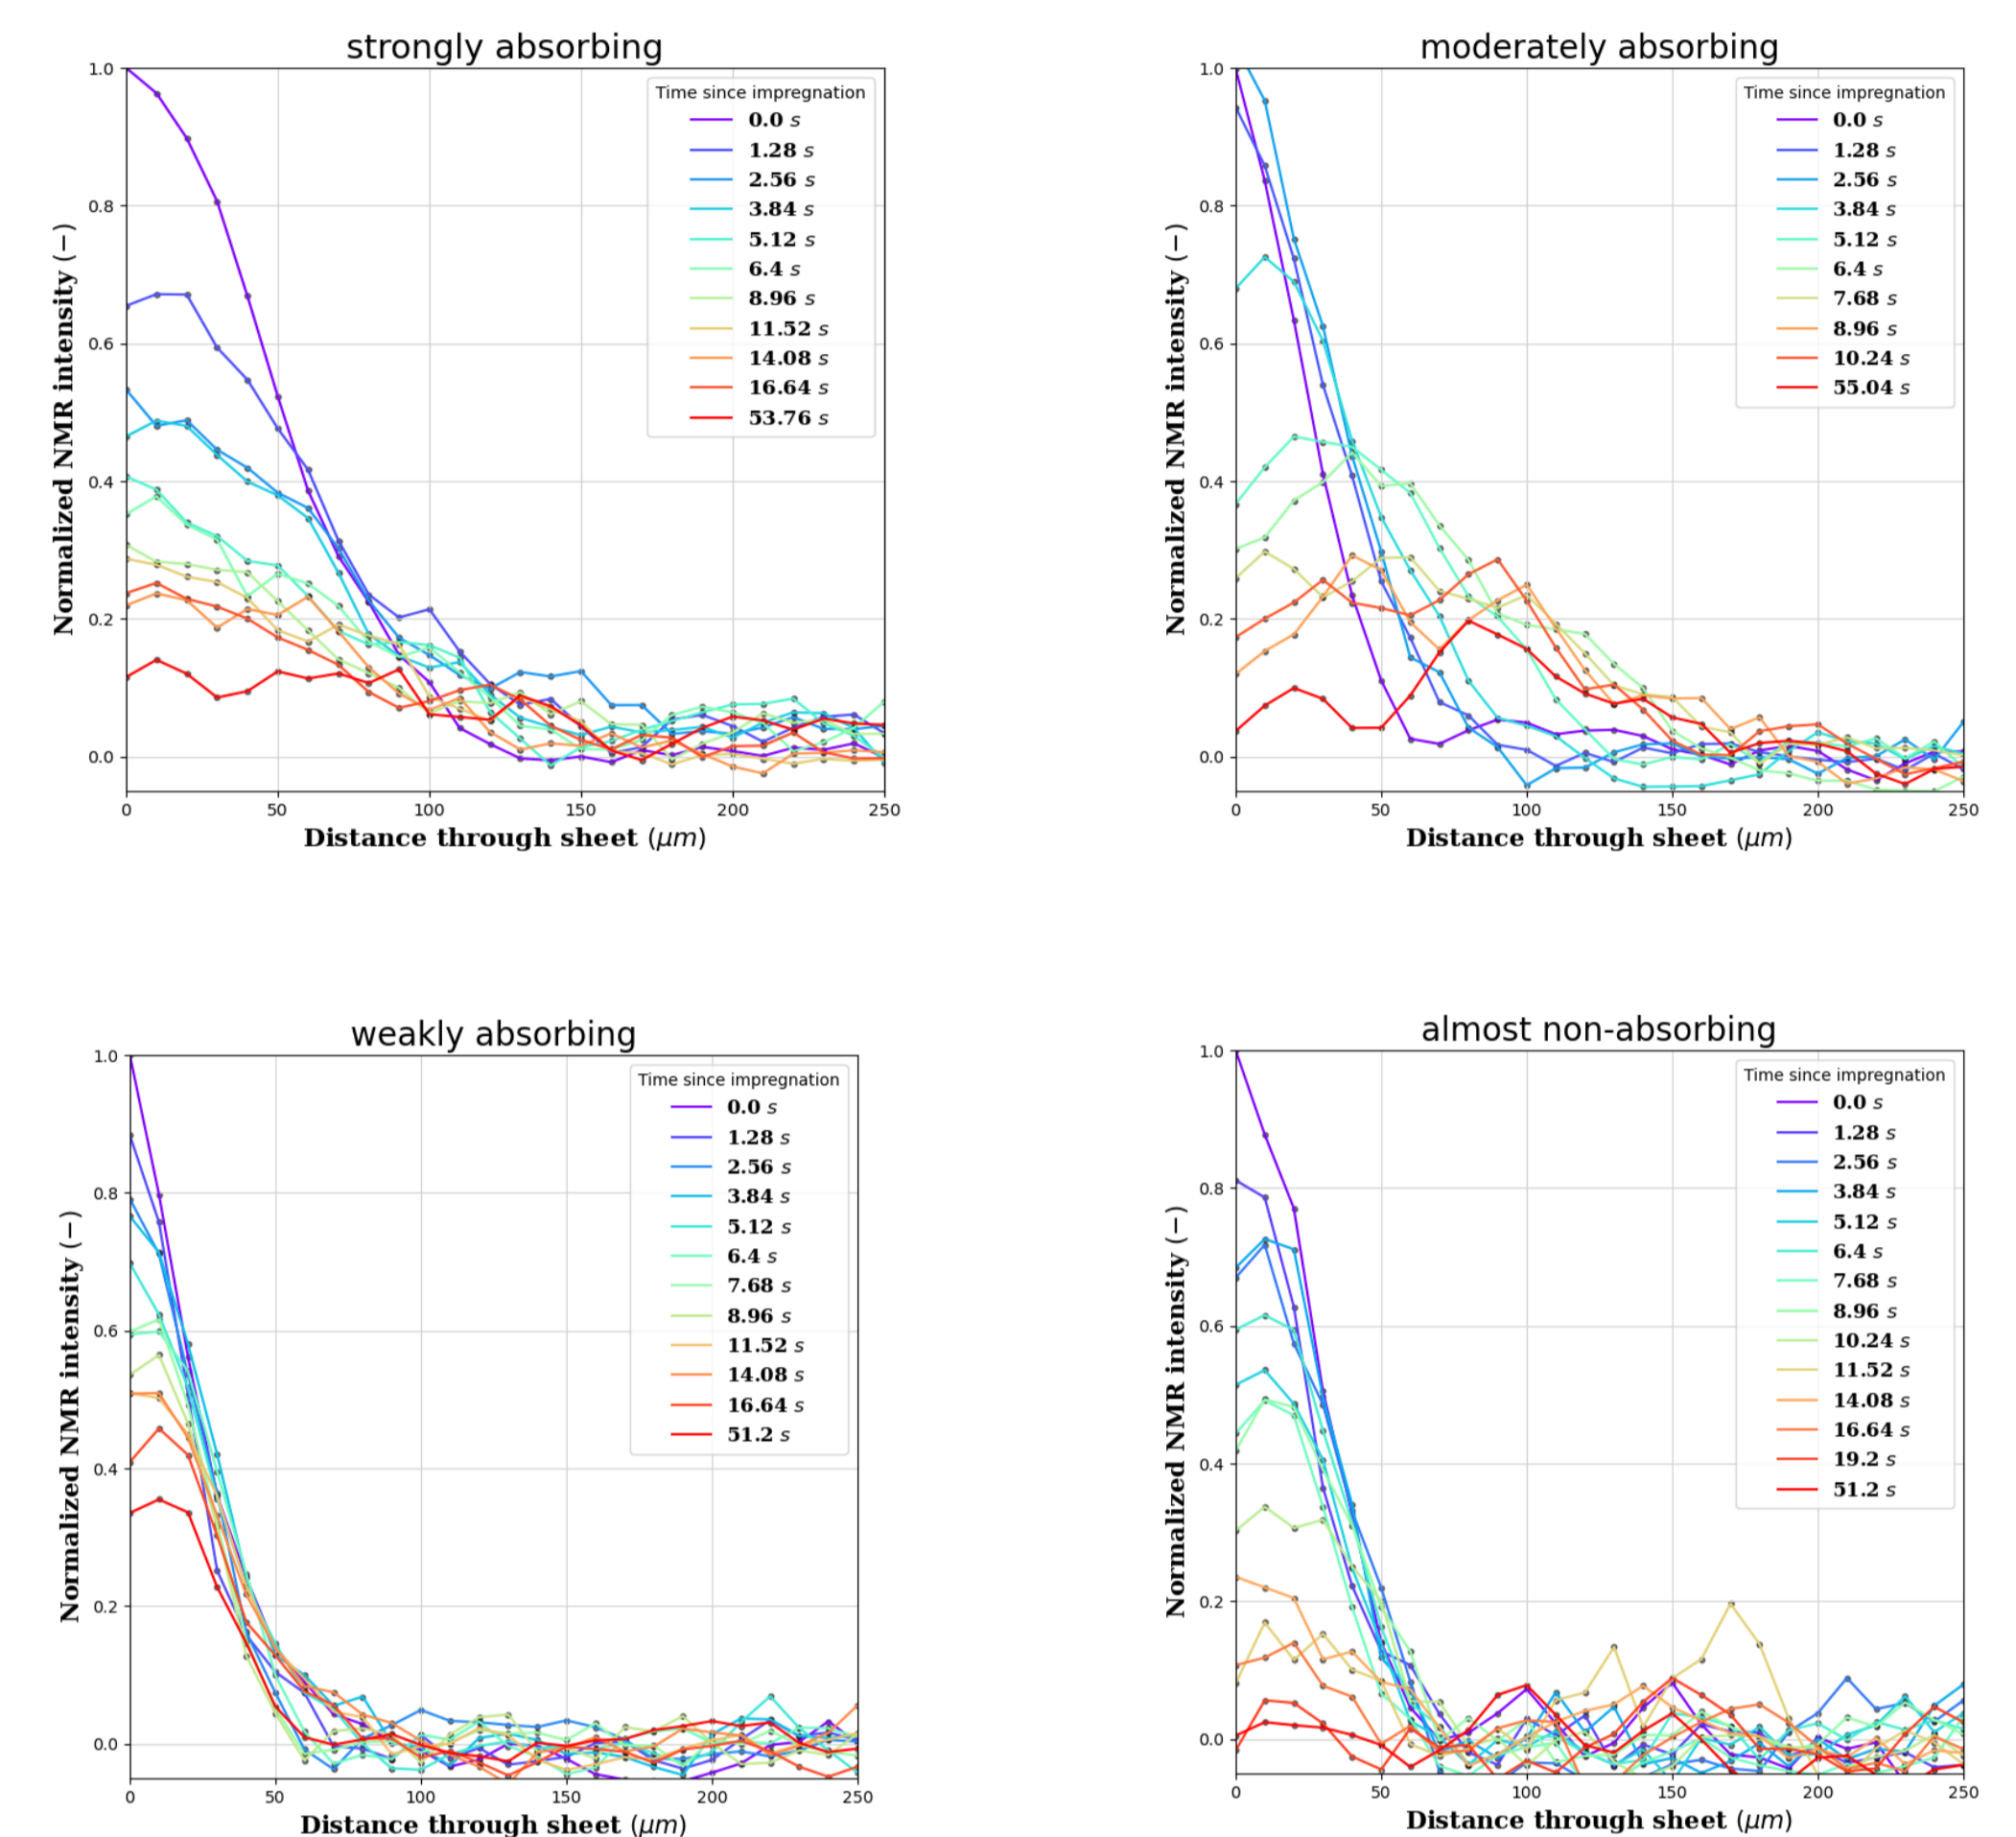 strongly absorbing
Normalized NMR intensity (−)
1.0
0.8
0.6
0.4
0.2
0.0
Time since impregnation
0.0 s
1.28 s
2.56 s
3.84 s
5.12 s
6.4 s
8.96 s
11.52 s
14.08 s
16.64 s
53.76 s
0 50 100 150 200 250
Distance through sheet (μm)
moderately absorbing
Normalized NMR intensity (−)
1.0
0.8
0.6
0.4
0.2
0.0
Time since impregnation
0.0 s
1.28 s
2.56 s
3.84 s
5.12 s
6.4 s
7.68 s
8.96 s
10.24 s
55.04 s
0 50 100 150 200 250
Distance through sheet (μm)
weakly absorbing
Normalized NMR intensity (−)
1.0
0.8
0.6
0.4
0.2
0.0
Time since impregnation
0.0 s
1.28 s
2.56 s
3.84 s
5.12 s
6.4 s
7.68 s
8.96 s
11.52 s
14.08 s
16.64 s
51.2 s
0 50 100 150 200 250
Distance through sheet (μm)
almost non-absorbing
Normalized NMR intensity (−)
1.0
0.8
0.6
0.4
0.2
0.0
Time since impregnation
0.0 s
1.28 s
2.56 s
3.84 s
5.12 s
6.4 s
7.68 s
8.96 s
10.24 s
11.52 s
14.08 s
16.64 s
19.2 s
51.2 s
0 50 100 150 200 250
Distance through sheet (μm)